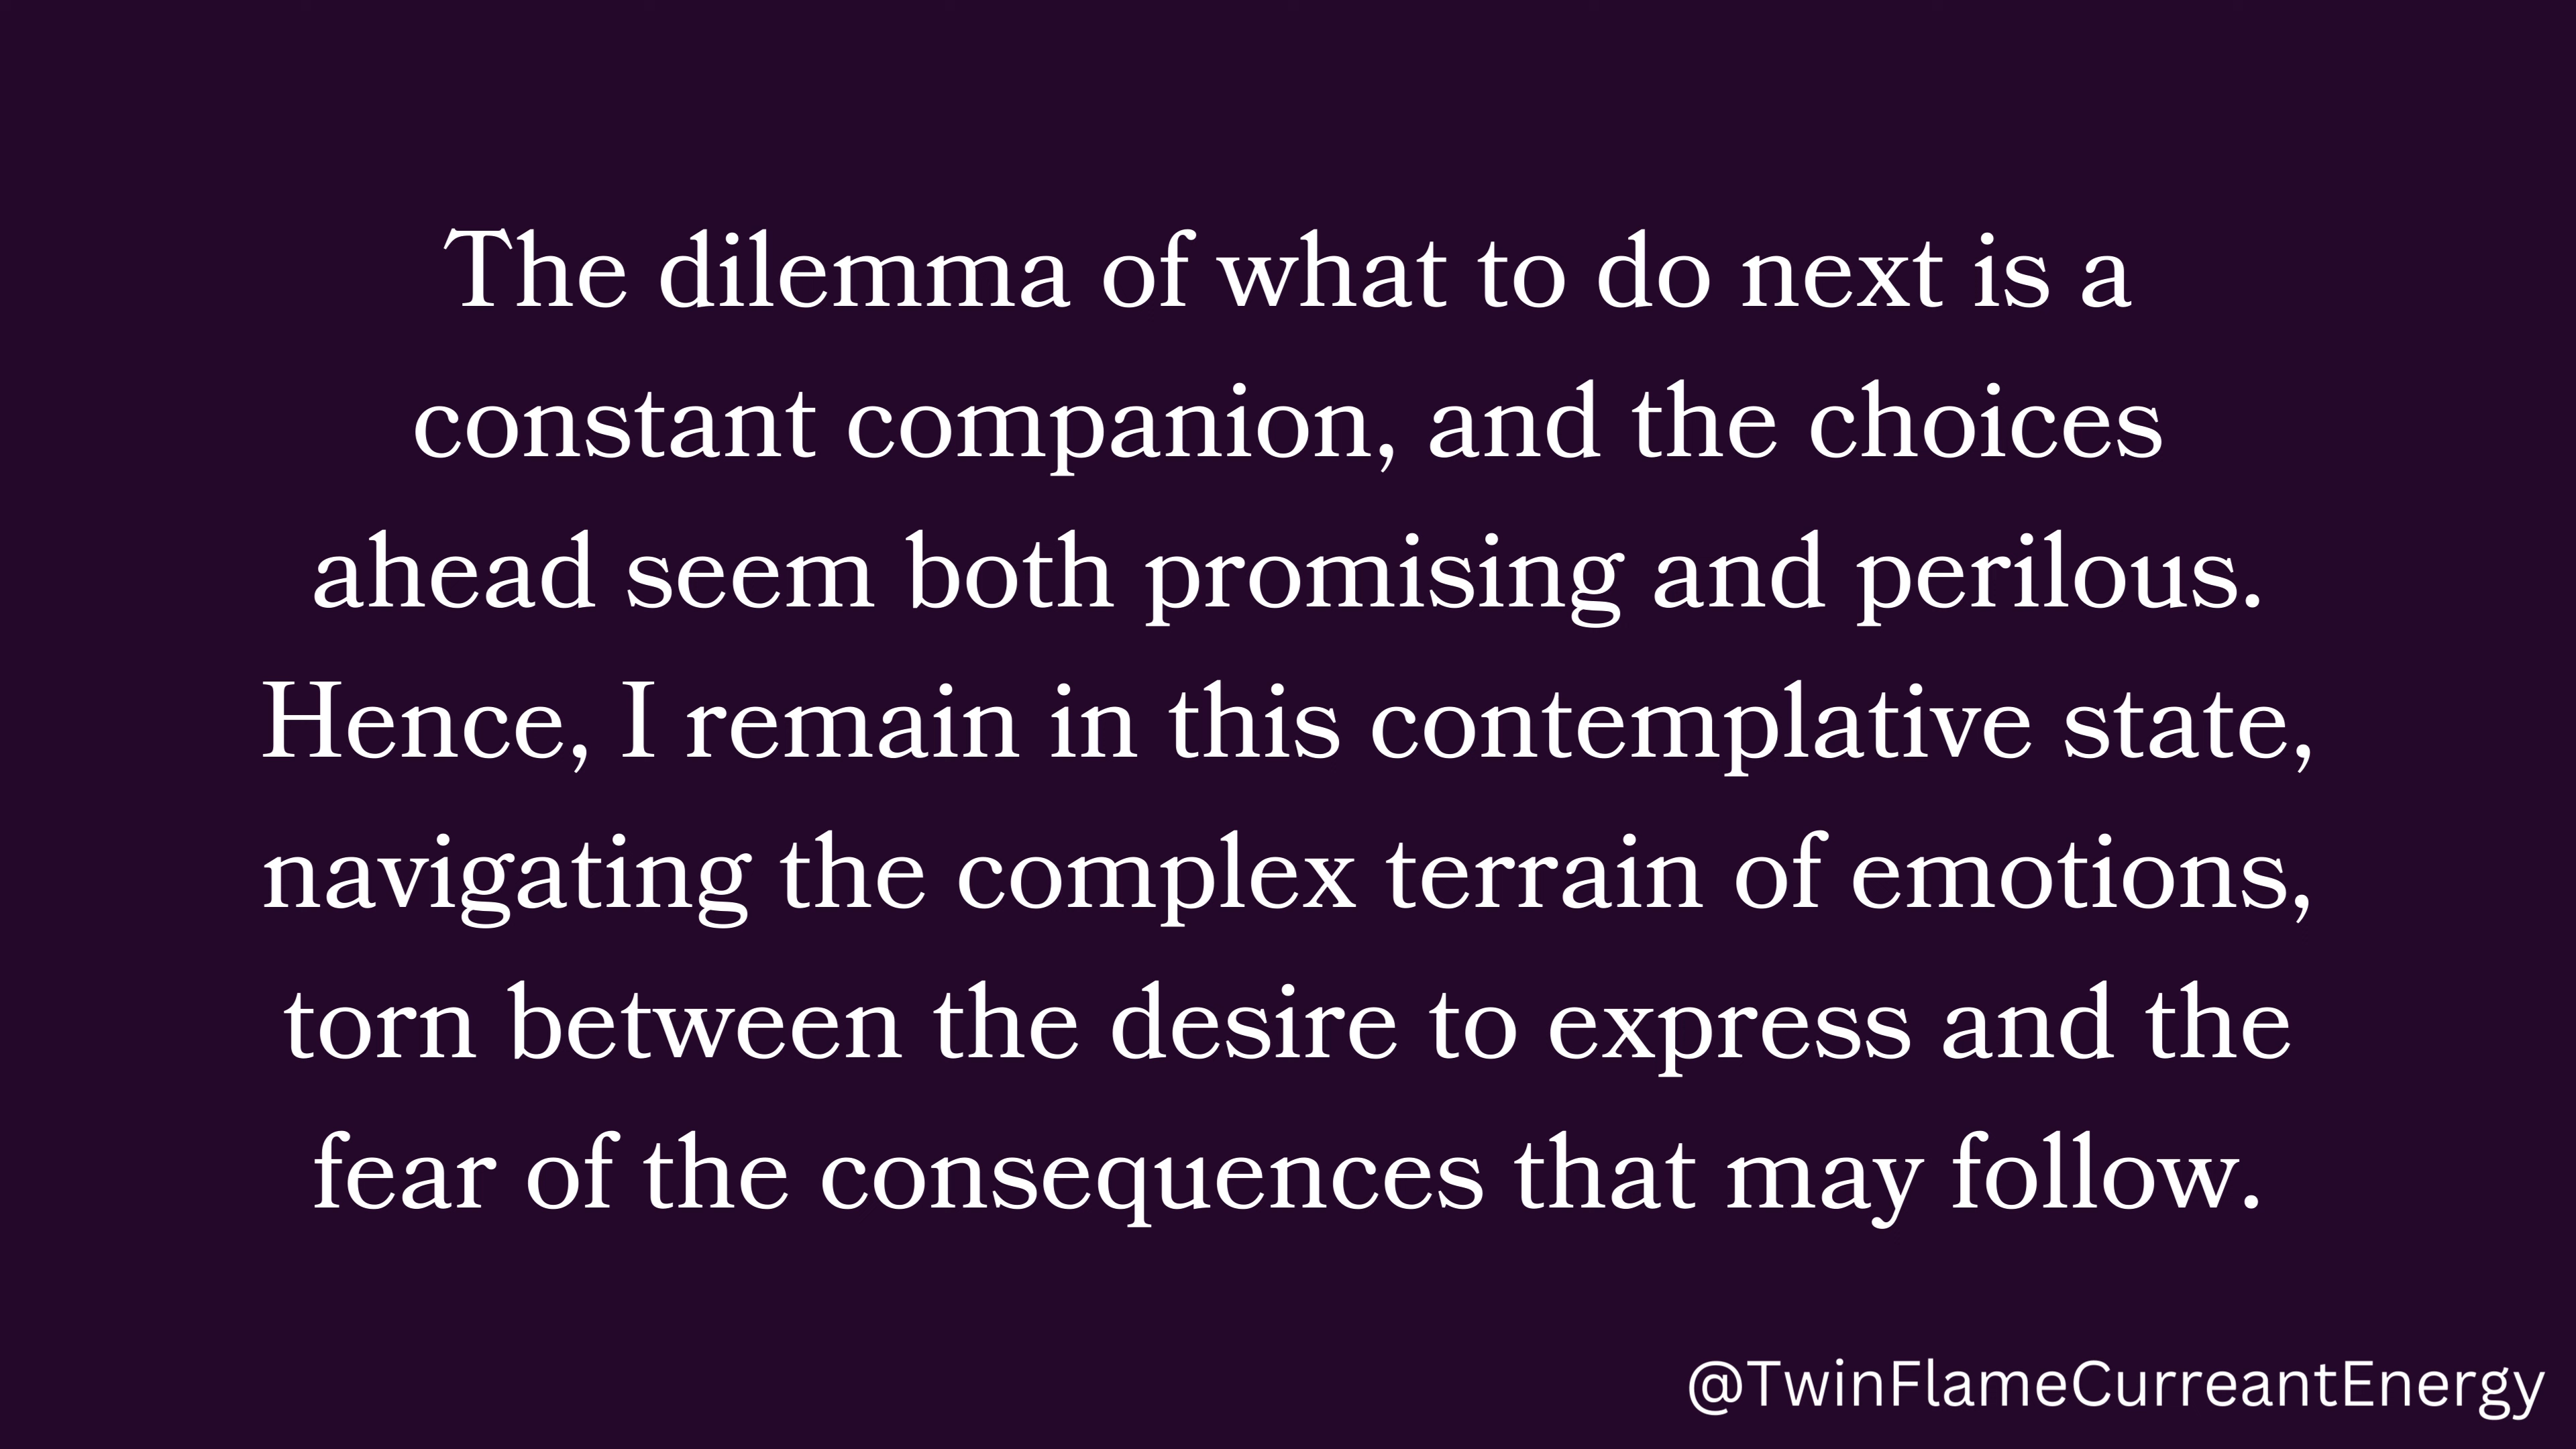 The dilemma of what to do next is a
constant companion, and the choices
ahead seem both promising and perilous.
Hence, I remain in this contemplative state,
navigating the complex terrain of emotions,
torn between the desire to express and the
fear of the consequences that may follow.
@TwinFlameCurreantEnergy